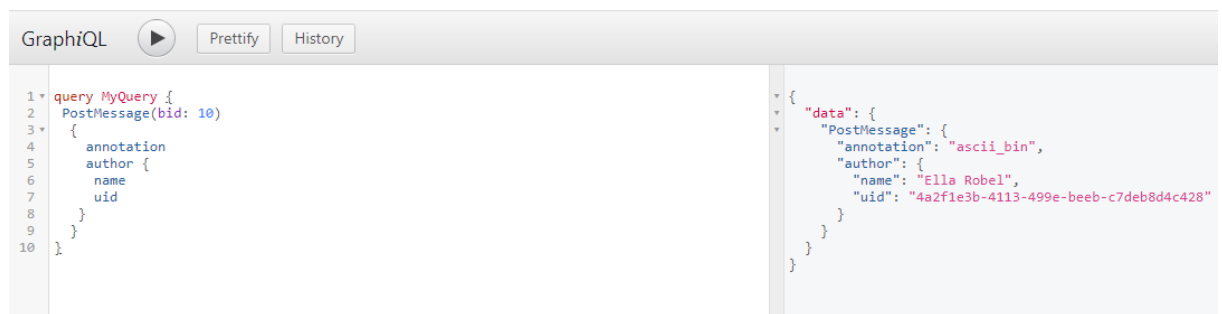 GraphiQL Prettify History
1 query MyQuery {
2 PostMessage(bid: 10)
3 {
4 annotation
5 author {
6 name
7 uid
8 }
9 }
10 }
{
"data": {
"PostMessage": {
"annotation": "ascii_bin",
"author": {
"name": "Ella Robel",
"uid": "4a2f1e3b-4113-499e-beeb-c7deb8d4c428"
}
}
}
}